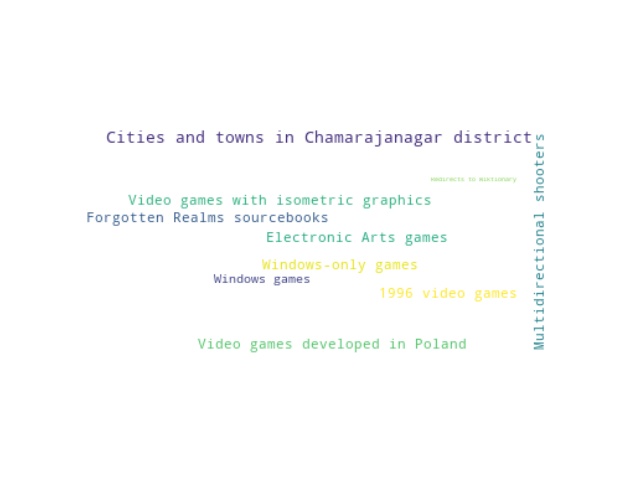 Cities and towns in Chamarajanagar district
Multidirectional shooters
Redirects to Wiktionary
Video games with isometric graphics
Forgotten Realms sourcebooks
Electronic Arts games
Windows-only games
Windows games
1996 video games
Video games developed in Poland